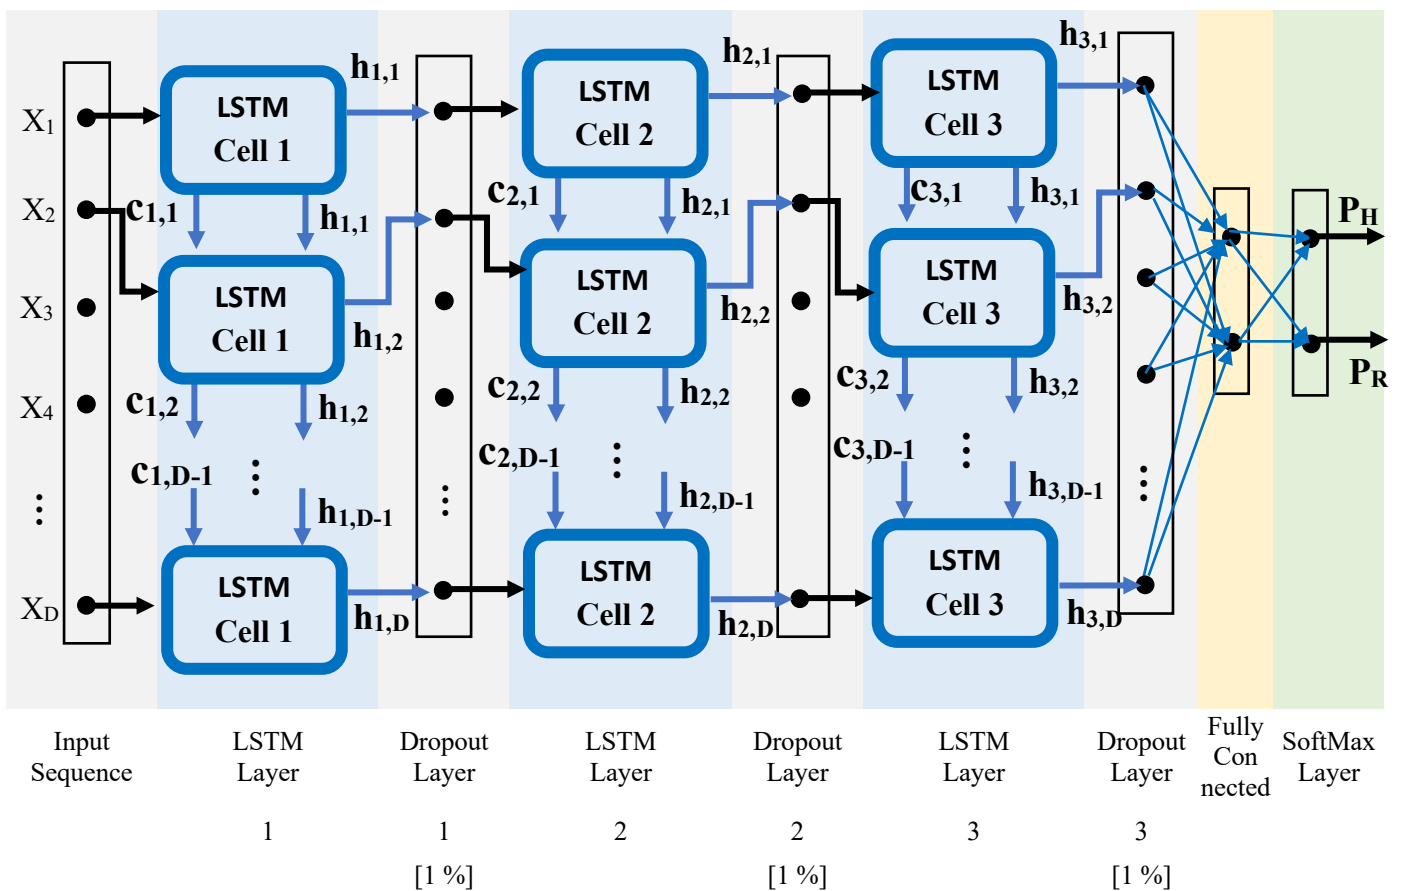 X1
X2
X3
X4
⋮
XD
LSTM
Cell 1
h1,1
c1,1
h1,1
LSTM
Cell 1
h1,2
c1,2
h1,2
c1,D-1
⋮
h1,D-1
LSTM
Cell 1
h1,D
⋮
LSTM
Cell 2
h2,1
c2,1
h2,1
LSTM
Cell 2
h2,2
c2,2
h2,2
c2,D-1
⋮
h2,D-1
LSTM
Cell 2
h2,D
⋮
LSTM
Cell 3
h3,1
c3,1
h3,1
LSTM
Cell 3
h3,2
c3,2
h3,2
c3,D-1
⋮
h3,D-1
LSTM
Cell 3
h3,D
⋮
PH
PR
Input
Sequence
LSTM
Layer
1
Dropout
Layer
1
[1 %]
LSTM
Layer
2
Dropout
Layer
2
[1 %]
LSTM
Layer
3
Dropout
Layer
3
[1 %]
Fully
Con
nected
SoftMax
Layer